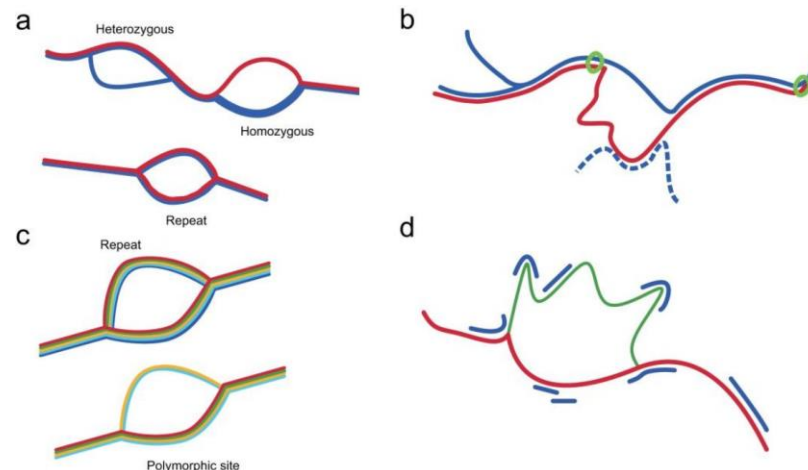 a
Heterozygous
Homozygous
Repeat
b
c
Repeat
Polymorphic site
d